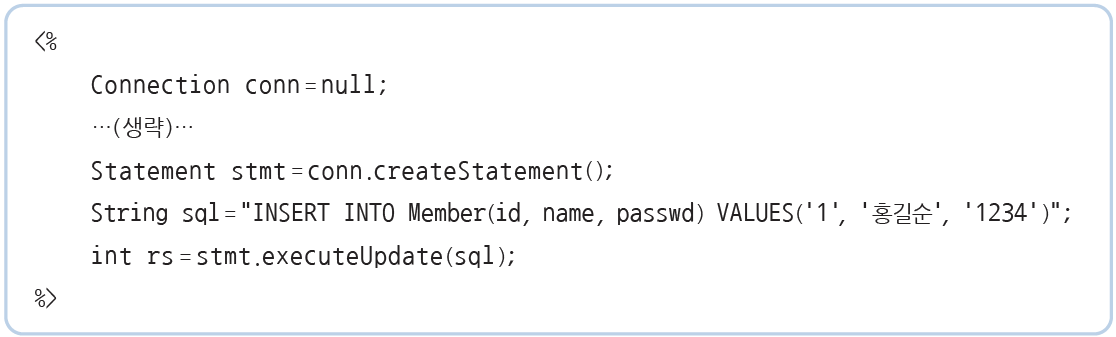 <%
Connection conn=null;
…(생략)…
Statement stmt=conn.createStatement();
String sql="INSERT INTO Member(id, name, passwd) VALUES('1', '홍길순', '1234')";
int rs=stmt.executeUpdate(sql);
%>